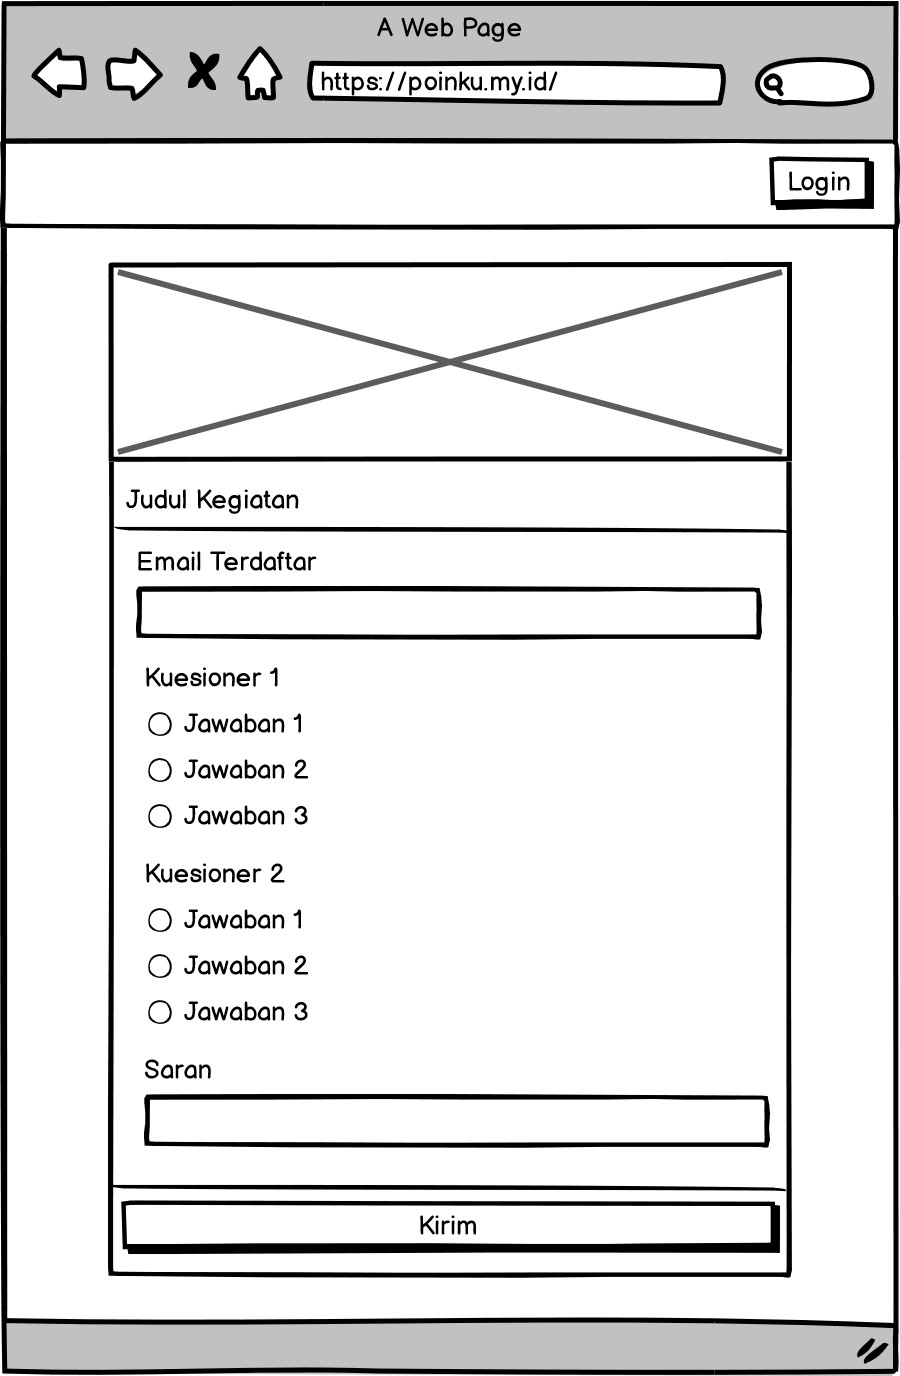 A Web Page
https://poinku.my.id/
Login
Judul Kegiatan
Email Terdaftar
Kuesioner 1
Jawaban 1
Jawaban 2
Jawaban 3
Kuesioner 2
Jawaban 1
Jawaban 2
Jawaban 3
Saran
Kirim